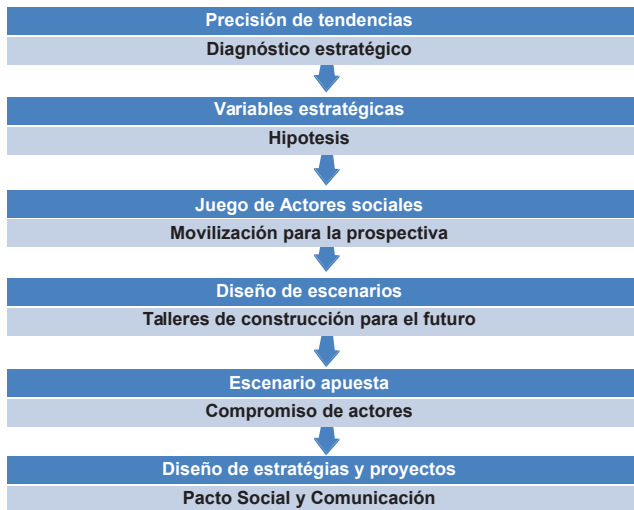 Precisión de tendencias
Diagnóstico estratégico
Variables estratégicas
Hipotesis
Juego de Actores sociales
Movilización para la prospectiva
Diseño de escenarios
Talleres de construcción para el futuro
Escenario apuesta
Compromiso de actores
Diseño de estratégias y proyectos
Pacto Social y Comunicación